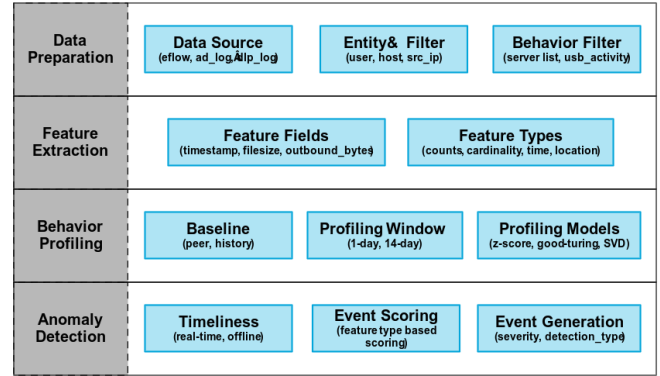 Data
Preparation
Data Source
(eflow, ad_log,Âllp_log)
Entity& Filter
(user, host, src_ip)
Behavior Filter
(server list, usb_activity)
Feature
Extraction
Feature Fields
(timestamp, filesize, outbound_bytes)
Feature Types
(counts, cardinality, time, location)
Behavior
Profiling
Baseline
(peer, history)
Profiling Window
(1-day, 14-day)
Profiling Models
(z-score, good-turing, SVD)
Anomaly
Detection
Timeliness
(real-time, offline)
Event Scoring
(feature type based
scoring)
Event Generation
(severity, detection_type)